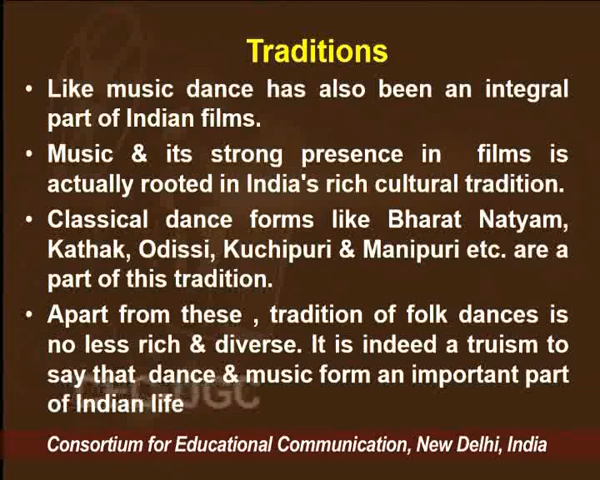 Traditions
• Like music dance has also been an integral
part of Indian films.
• Music & its strong presence in films is
actually rooted in India's rich cultural tradition.
• Classical dance forms like Bharat Natyam,
Kathak, Odissi, Kuchipuri & Manipuri etc. are a
part of this tradition.
• Apart from these , tradition of folk dances is
no less rich & diverse. It is indeed a truism to
say that dance & music form an important part
of Indian life
CEC UGC
Consortium for Educational Communication, New Delhi, India